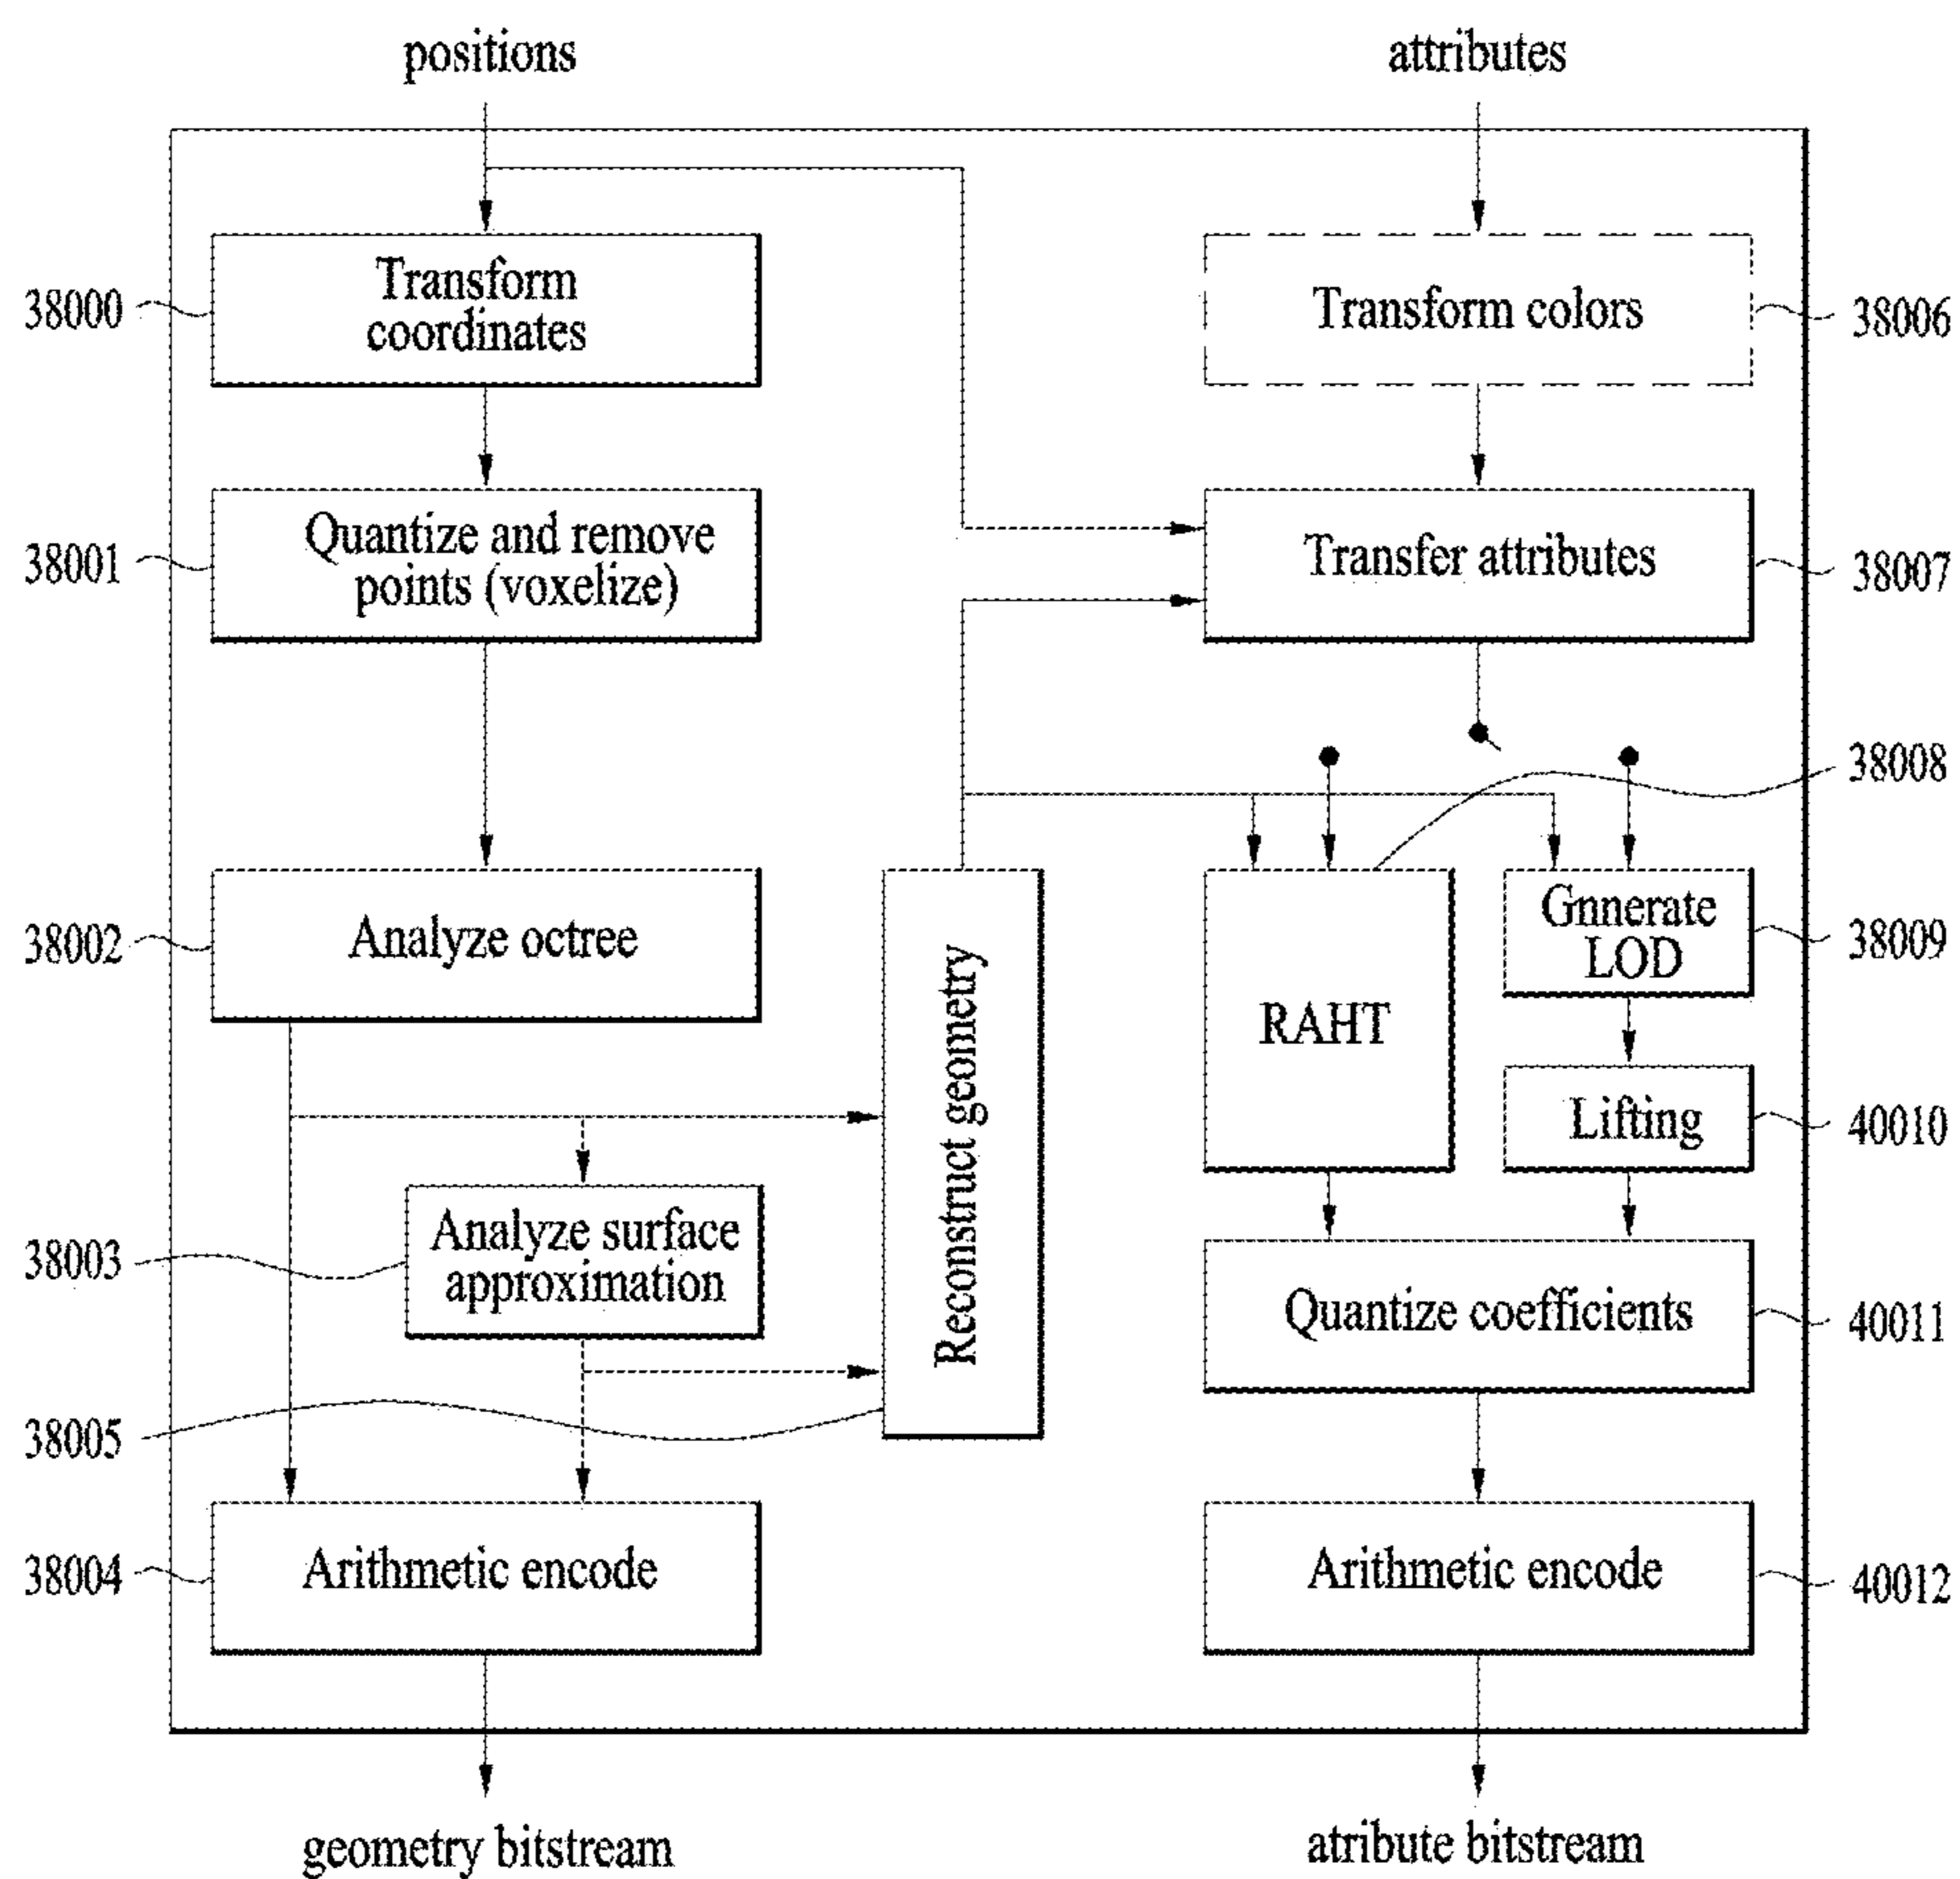 positions
attributes
Transform
coordinates
38000
Transform colors
38006
Quantize and remove
points (voxelize)
38001
Transfer attributes
38007
38008
Analyze octree
38002
Reconstruct geometry
RAHT
Gnnerate
LOD
38009
Lifting
40010
Analyze surface
approximation
38003
Quantize coefficients
40011
38005
Arithmetic encode
38004
Arithmetic encode
40012
geometry bitstream
atribute bitstream